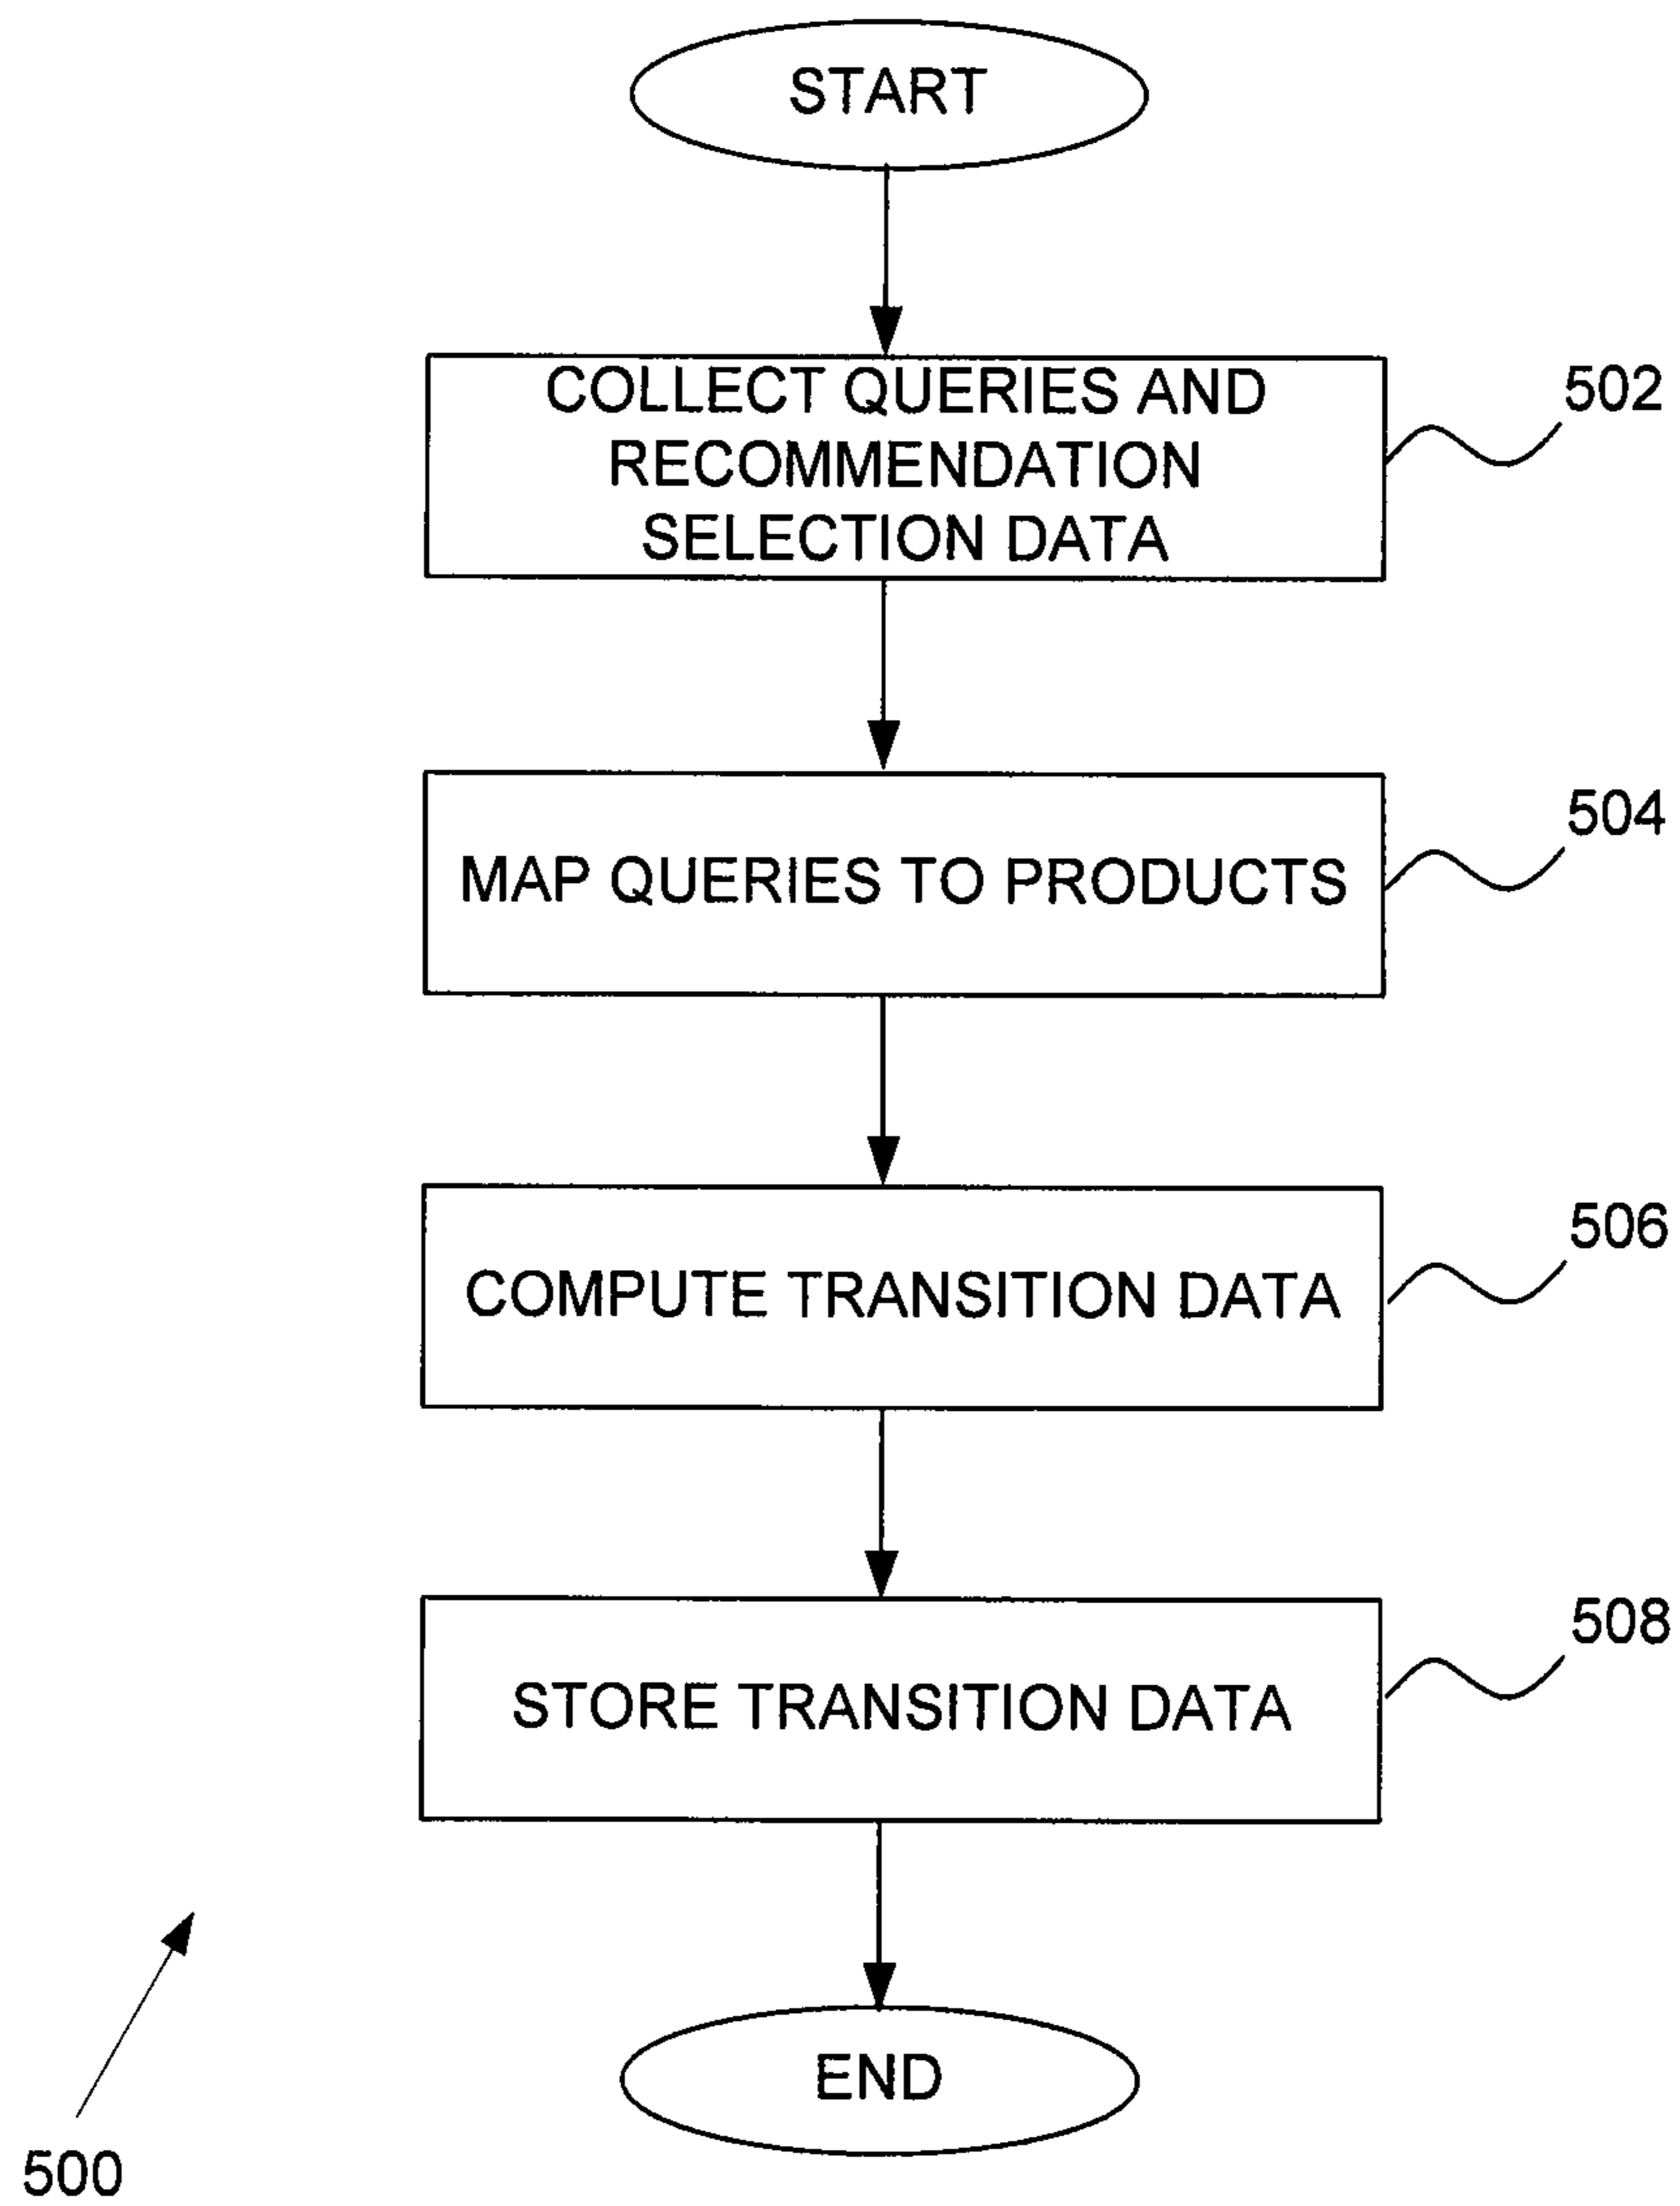 START
COLLECT QUERIES AND
RECOMMENDATION
SELECTION DATA
502
MAP QUERIES TO PRODUCTS
504
COMPUTE TRANSITION DATA
506
STORE TRANSITION DATA
508
END
500